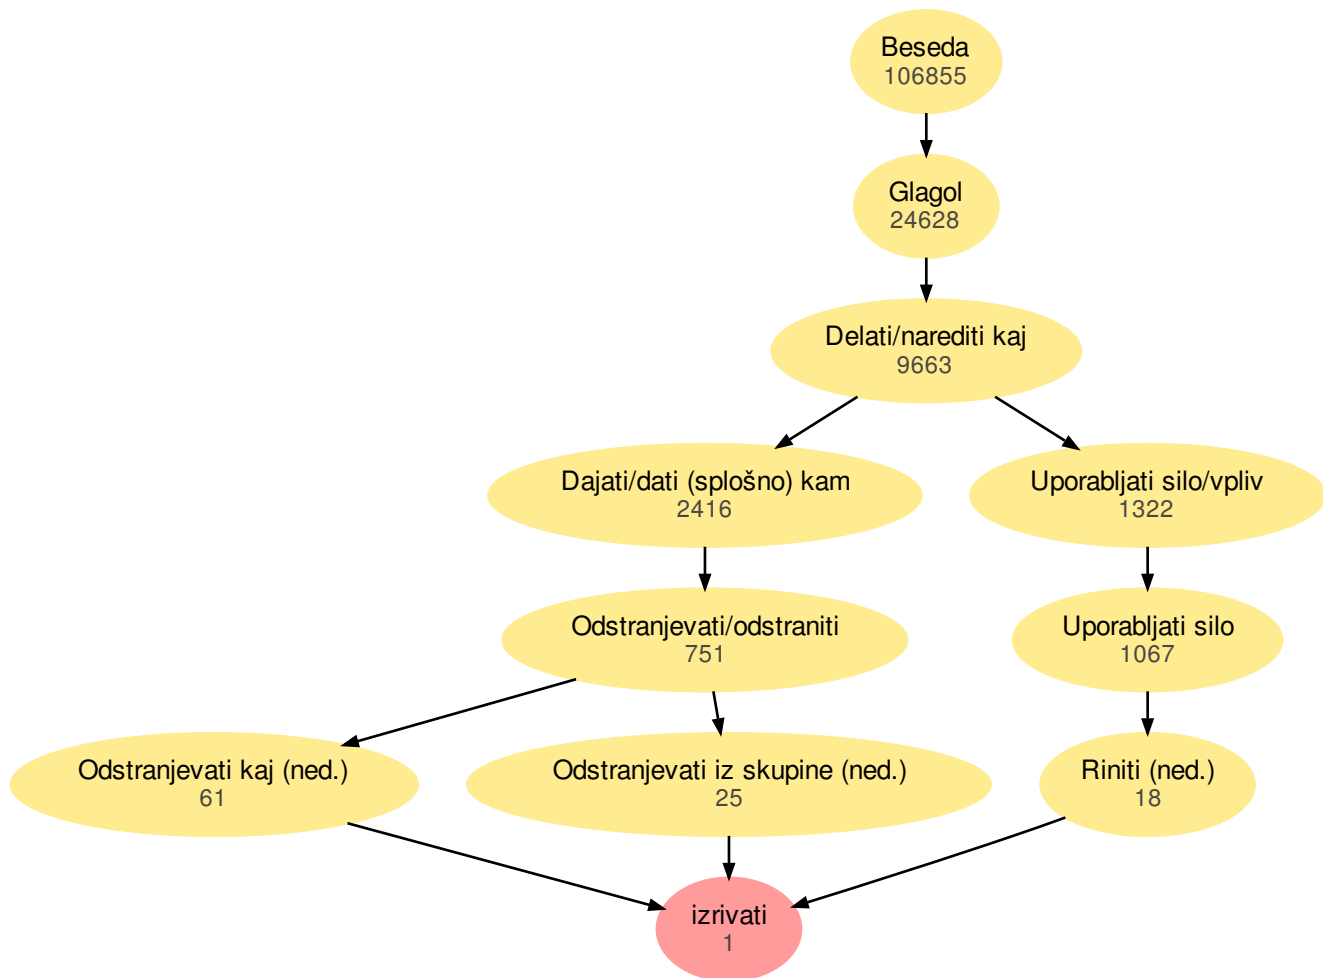 Beseda
106855
Glagol
24628
Delati/narediti kaj
9663
Dajati/dati (splošno) kam
2416
Uporabljati silo/vpliv
1322
Odstranjevati/odstraniti
751
Uporabljati silo
1067
Odstranjevati kaj (ned.)
61
Odstranjevati iz skupine (ned.)
25
Riniti (ned.)
18
izrivati
1